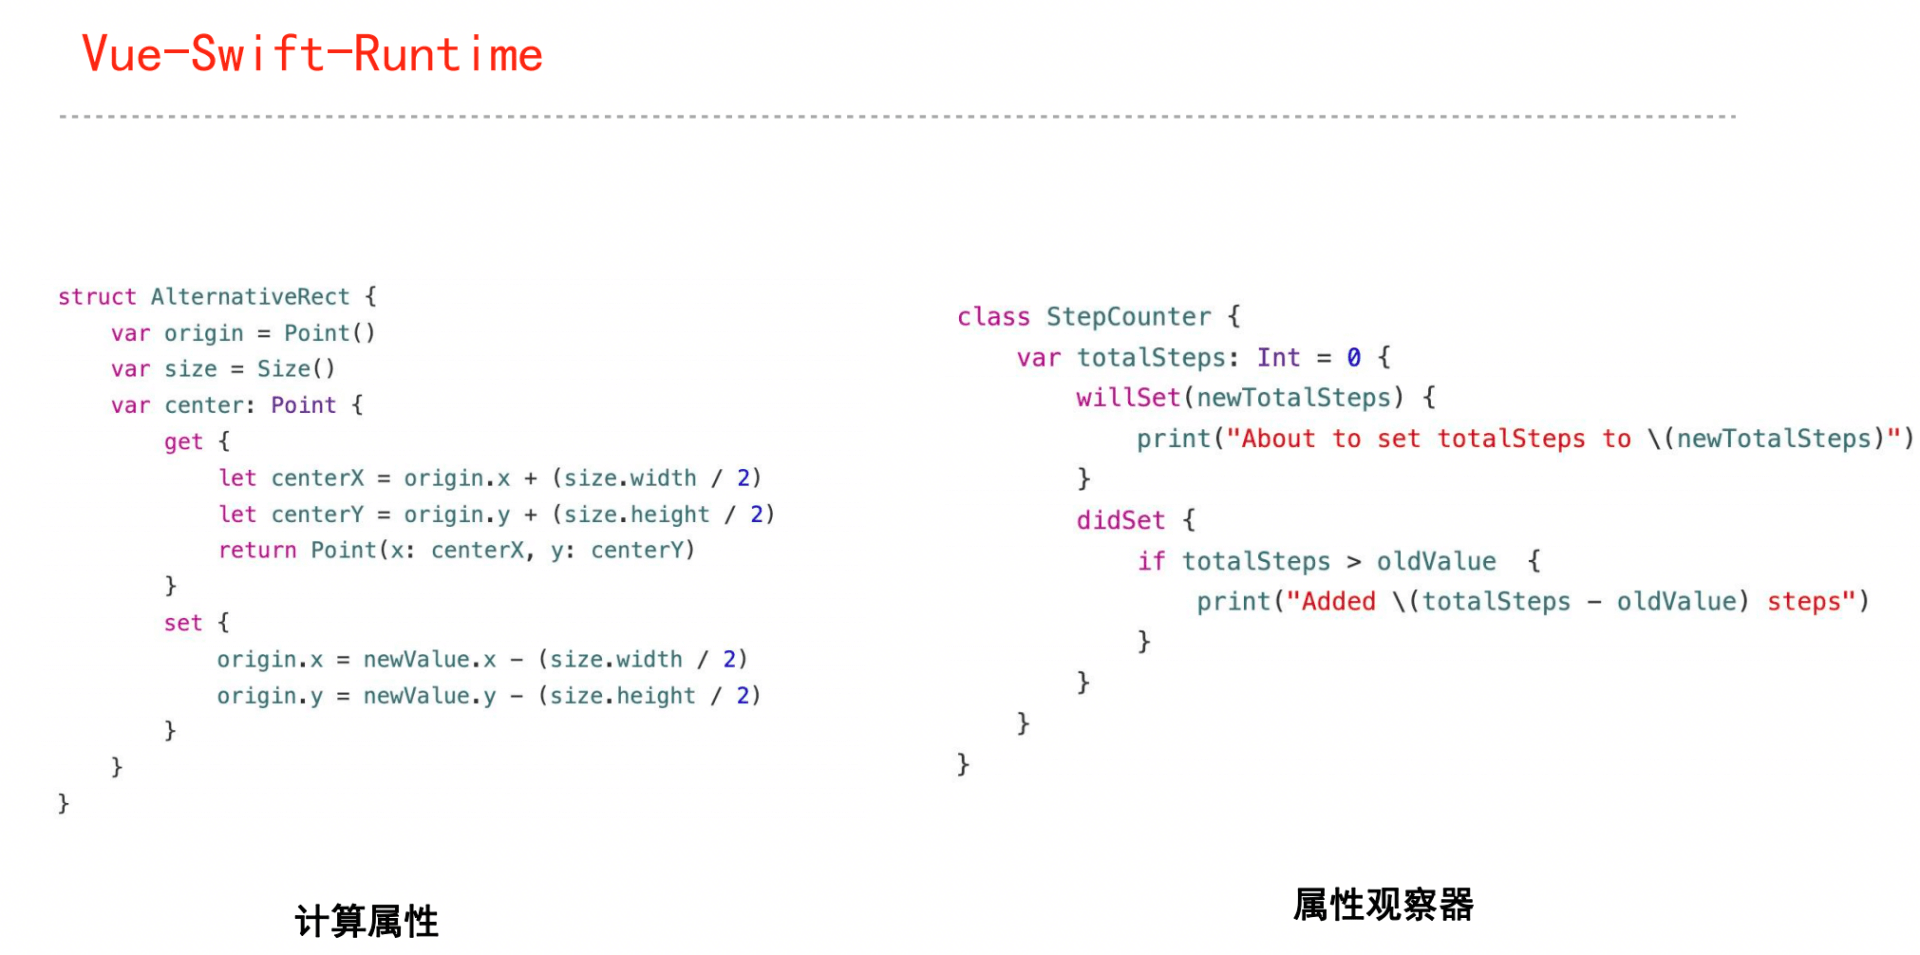 Vue-Swift-Runtime
struct AlternativeRect {
    var origin = Point()
    var size = Size()
    var center: Point {
        get {
            let centerX = origin.x + (size.width / 2)
            let centerY = origin.y + (size.height / 2)
            return Point(x: centerX, y: centerY)
        }
        set {
            origin.x = newValue.x - (size.width / 2)
            origin.y = newValue.y - (size.height / 2)
        }
    }
}
计算属性
class StepCounter {
    var totalSteps: Int = 0 {
        willSet(newTotalSteps) {
            print("About to set totalSteps to \(newTotalSteps)")
        }
        didSet {
            if totalSteps > oldValue  {
                print("Added \(totalSteps - oldValue) steps")
            }
        }
    }
}
属性观察器